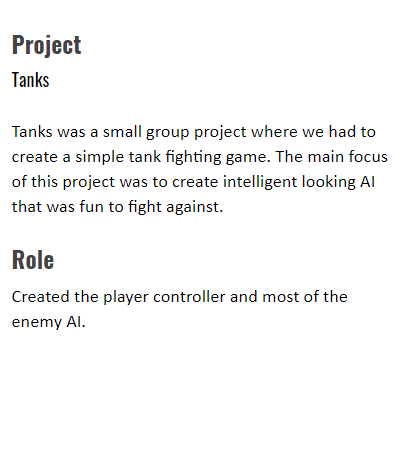 Project
Tanks
Tanks was a small group project where we had to
create a simple tank fighting game. The main focus
of this project was to create intelligent looking AI
that was fun to fight against.
Role
Created the player controller and most of the
enemy AI.